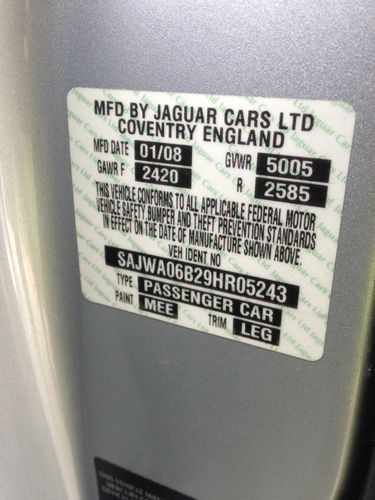 MFD BY JAGUAR CARS LTD
COVENTRY ENGLAND
MFD DATE 01/08 GVWR 5005
GAWR F 2420 R 2585
THIS VEHICLE CONFORMS TO ALL APPLICABLE FEDERAL MOTOR
VEHICLE SAFETY, BUMPER AND THEFT PREVENTION STANDARDS
IN EFFECT ON THE DATE OF MANUFACTURE SHOWN ABOVE.
VEH IDENT NO
SAJWA06B29HR05243
TYPE PASSENGER CAR
PAINT MEE TRIM LEG